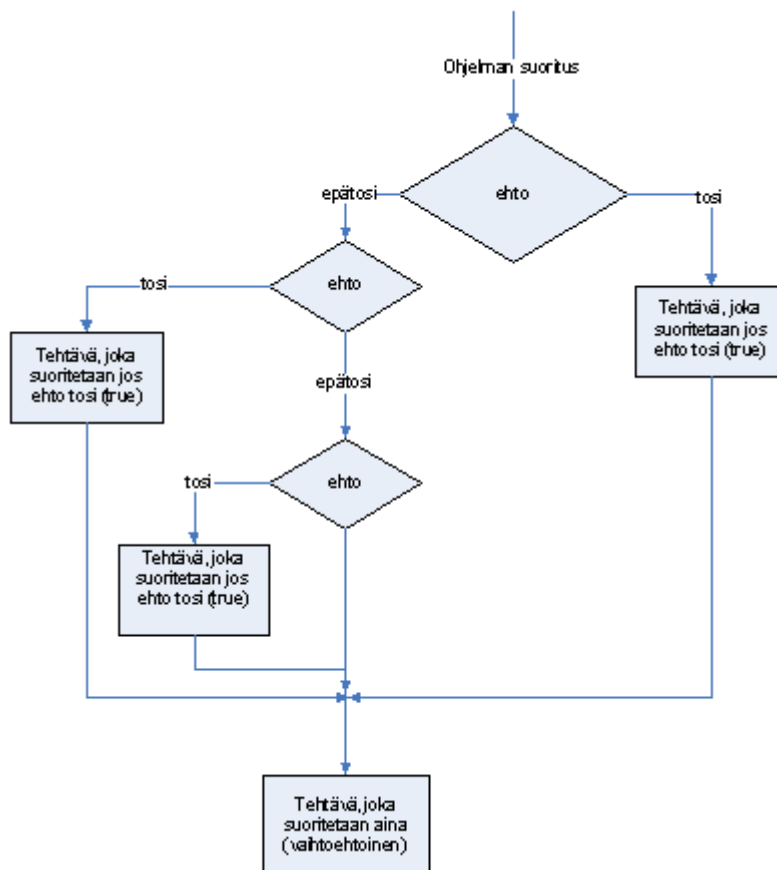 Ohjelman suoritus
ehto
epätosi
tosi
ehto
tosi
Tehtävä, joka
suoritetaan jos
ehto tosi (true)
Tehtävä, joka
suoritetaan jos
ehto tosi (true)
epätosi
ehto
tosi
Tehtävä, joka
suoritetaan jos
ehto tosi (true)
Tehtävä, joka
suoritetaan aina
(vaihtoehtoinen)